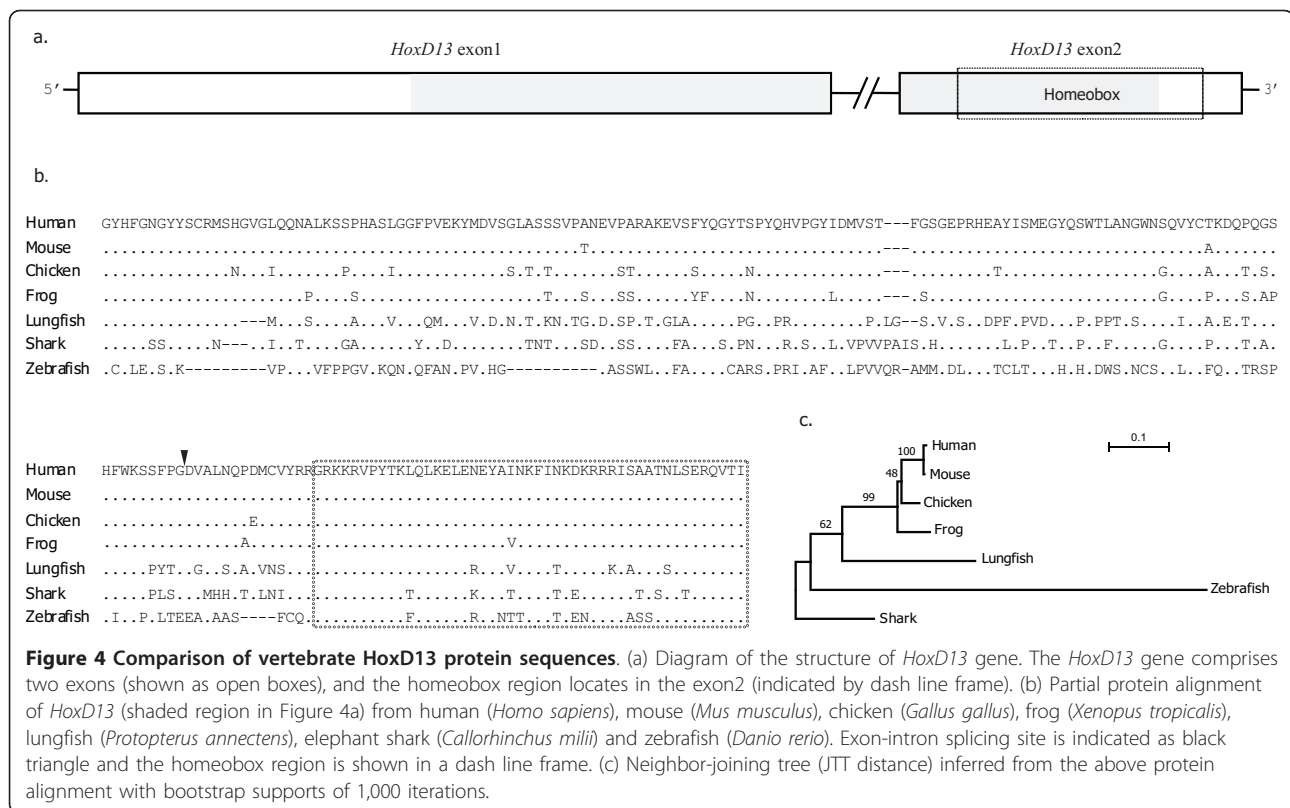 a.
HoxD13 exon1
HoxD13 exon2
5′
Homeobox
3′
b.
Human GYHFGNGYYSCRMSHGVGLQQNALKSSPHASLGGFPVEKYMDVSGLASSSVPANEVPARAKEVSFYQGYTSPYQHVPGYIDMVST---FGSGEPRHEAYISMEGYQSWTLANGWNSQVYCTKDQPQGS
Mouse ....................................................T................................---................................A.......
Chicken ...............N...I.......P....I...........S.T.T......ST.......S.....N..............---..........T...............G....A...T.S.
Frog ......................P....S..................T...S..SS......YF....N........L.....---.S........................G....P...S.AP
Lungfish ................---M...S....A...V...QM...V.D.N.T.KN.TG.D.SP.T.GLA....PG..PR.......P.LG--S.V.S..DPF.PVD...P.PPT.S....I..A.E.T...
Shark .....SS....N---...I..T....GA.....Y..D.......TNT...SD..SS....FA...S.PN...R.S..L.VPVVPAIS.H.......L.P..T..P..F.....G....P...T.A.
Zebrafish .C.LE.S.K---------VP...VFPPGV.KQN.QFAN.PV.HG----------.ASSWL..FA....CARS.PRI.AF..LPVVQR-AMM.DL...TCLT...H.H.DWS.NCS..L..FQ..TRSP
Human HFWKSSFPGDVALNQPDMCVYRRGRKKRVPYTKLQLKELENEYAINKFINKDKRRRISAATNLSERQVTI
Mouse ......................................................................
Chicken ................E.....................................................
Frog ...............A............................V.........................
Lungfish .....PYT..G..S.A.VNS....................R...V....T.....K.A...S........
Shark .....PLS...MHH.T.LNI.............T......K...T....T.E......T.S..T......
Zebrafish .I..P.LTEEA.AAS----FCQ...........F......R..NTT...T.EN.......ASS.......
c.
Human
0.1
100
Mouse
48
Chicken
99
Frog
62
Lungfish
Zebrafish
Shark
Figure 4 Comparison of vertebrate HoxD13 protein sequences. (a) Diagram of the structure of HoxD13 gene. The HoxD13 gene comprises
two exons (shown as open boxes), and the homeobox region locates in the exon2 (indicated by dash line frame). (b) Partial protein alignment
of HoxD13 (shaded region in Figure 4a) from human (Homo sapiens), mouse (Mus musculus), chicken (Gallus gallus), frog (Xenopus tropicalis),
lungfish (Protopterus annectens), elephant shark (Callorhinchus milii) and zebrafish (Danio rerio). Exon-intron splicing site is indicated as black
triangle and the homeobox region is shown in a dash line frame. (c) Neighbor-joining tree (JTT distance) inferred from the above protein
alignment with bootstrap supports of 1,000 iterations.